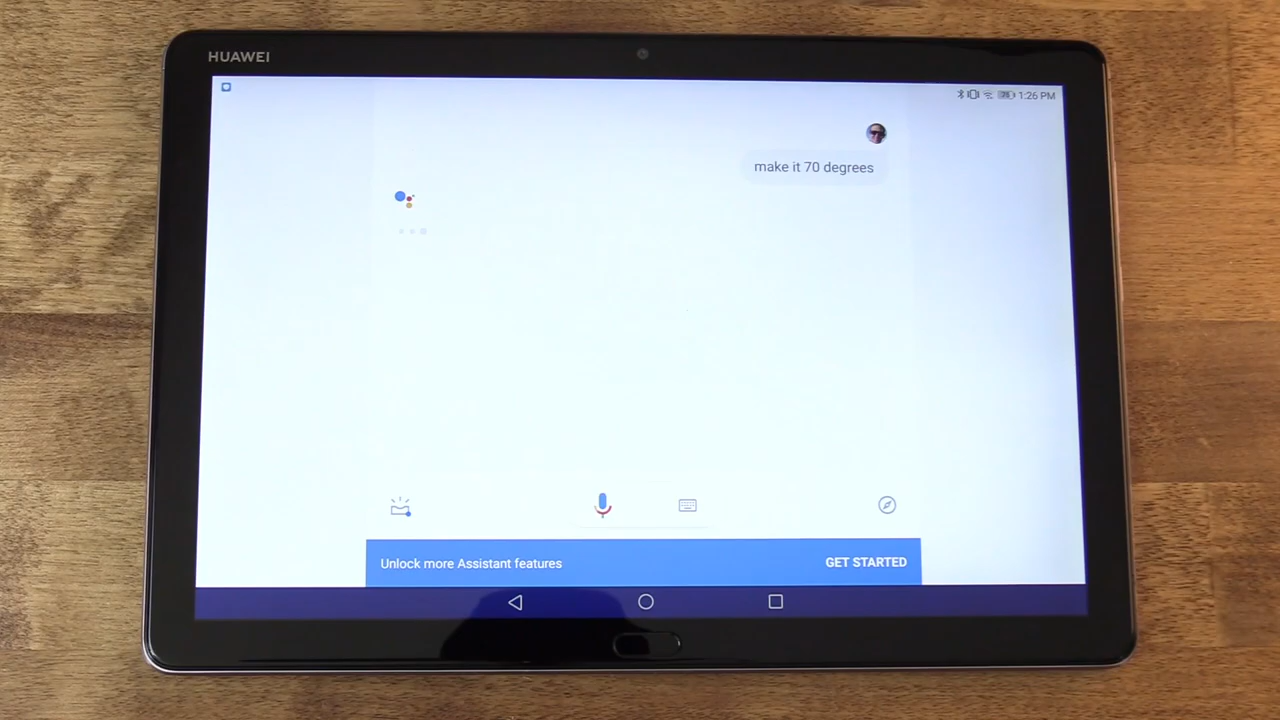 HUAWEI
1:26 PM
make it 70 degrees
Unlock more Assistant features
GET STARTED